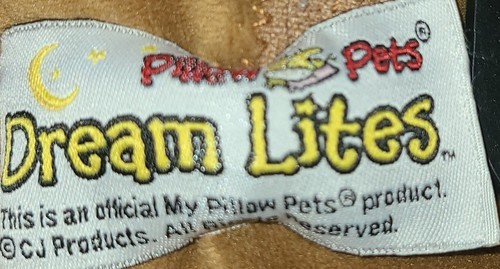 Pillow Pets®
Dream Lites™
This is an official My Pillow Pets® product.
©CJ Products. All Rights Reserved.